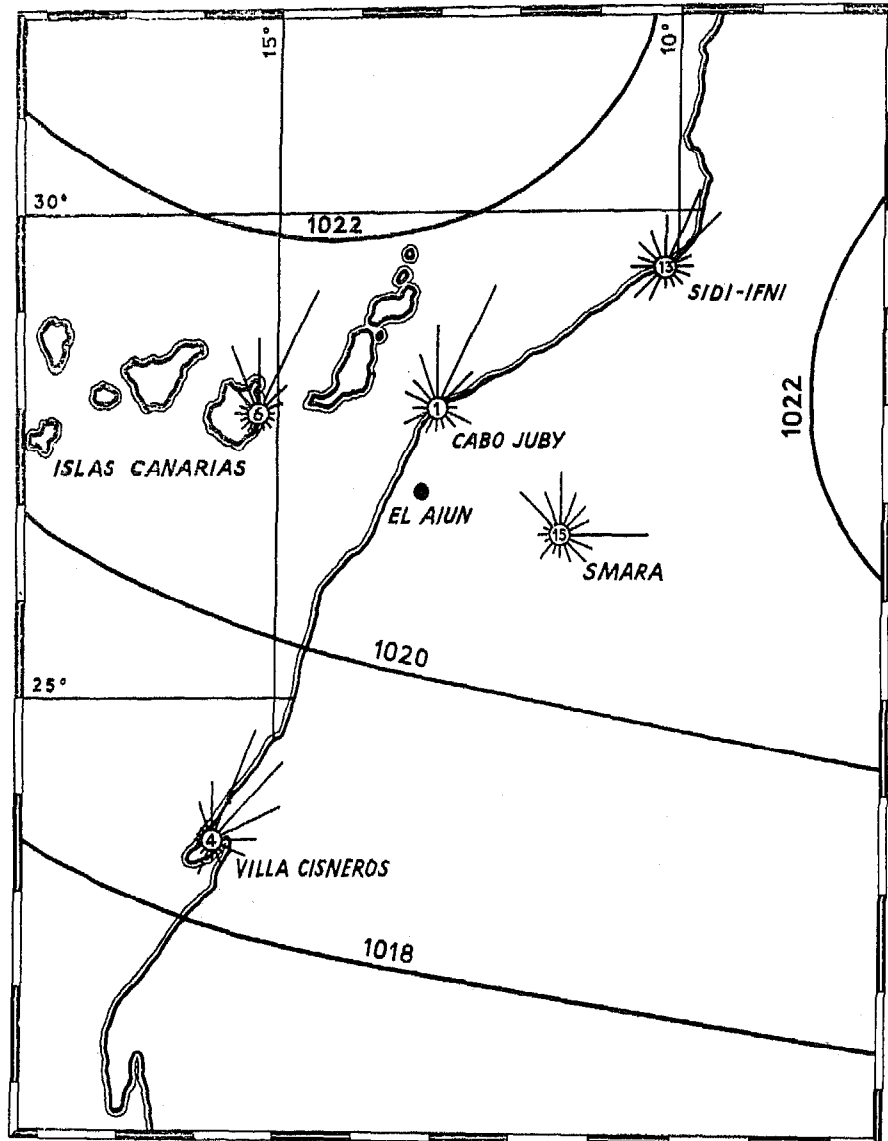 15°
10°
30°
1022
13
SIDI-IFNI
6
1
1022
CABO JUBY
ISLAS CANARIAS
EL AIUN
15
SMARA
1020
25°
4
VILLA CISNEROS
1018